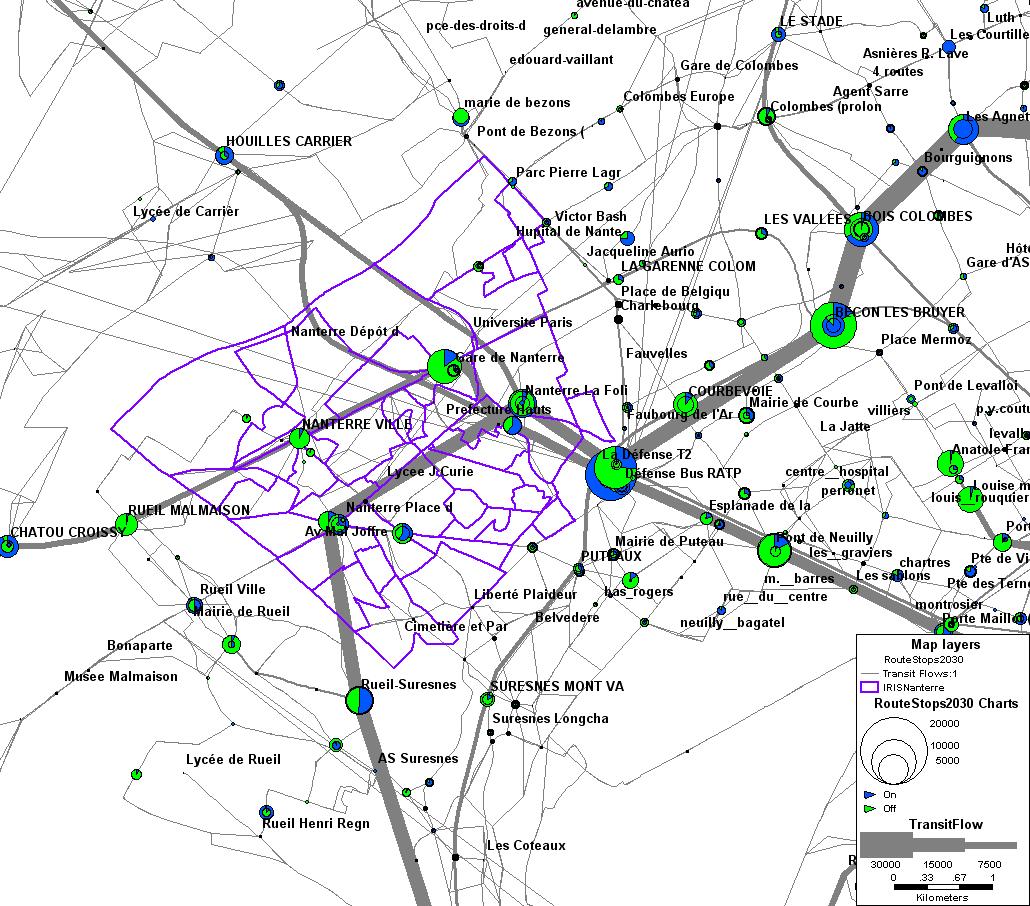 avenue-du-chatea
pce-des-droits-d
general-delambre
LE STADE
Luth
Les Courtille
edouard-vaillant
Gare de Colombes
Asnières R. Lave
4 routes
marie de bezons
Colombes Europe
Agent Sarre
Colombes (prolon
Les Agnet
Pont de Bezons (
HOUILLES CARRIER
Bourguignons
Parc Pierre Lagr
Lycée de Carrièr
Victor Bash
LES VALLÉES
BOIS COLOMBES
Hôte
Jacqueline Aurio
Gare d'AS
LA GARENNE COLOM
Place de Belgiqu
Charlebourg
BECON LES BRUYER
Nanterre Dépôt d
Universite Paris
Place Mermoz
Gare de Nanterre
Fauvelles
Nanterre La Foli
COURBEVOIE
Pont de Levalloi
Prefecture Hauts
Mairie de Courbe
villiers
p.v.coutu
NANTERRE VILLE
Faubourg de l'Ar
La Jatte
levall
La Défense T2
Anatole Fran
Lycee J.Curie
Défense Bus RATP
centre__hospital
perronet
Louise m
louis__rouquier
RUEIL MALMAISON
Nanterre Place d
Esplanade de la
CHATOU CROISSY
Av Mal Joffre
Pont de Neuilly
Port
Mairie de Puteau
les__graviers
PUTEAUX
Pte de Vi
chartres
m.__barres
Les sablons
Pte des Terne
Rueil Ville
bas_rogers
rue__du__centre
Liberté Plaideur
montrosier
Mairie de Rueil
Belvedere
neuilly__bagatel
Porte Maillot
Cimetière et Par
Bonaparte
Map layers
RouteStops2030
Transit Flows:1
IRISNanterre
Musee Malmaison
Rueil-Suresnes
SURESNES MONT VA
RouteStops2030 Charts
20000
10000
5000
Suresnes Longcha
Lycée de Rueil
AS Suresnes
On
Off
Rueil Henri Regn
TransitFlow
Les Coteaux
30000 15000 7500
0 .33 .67 1
Kilometers